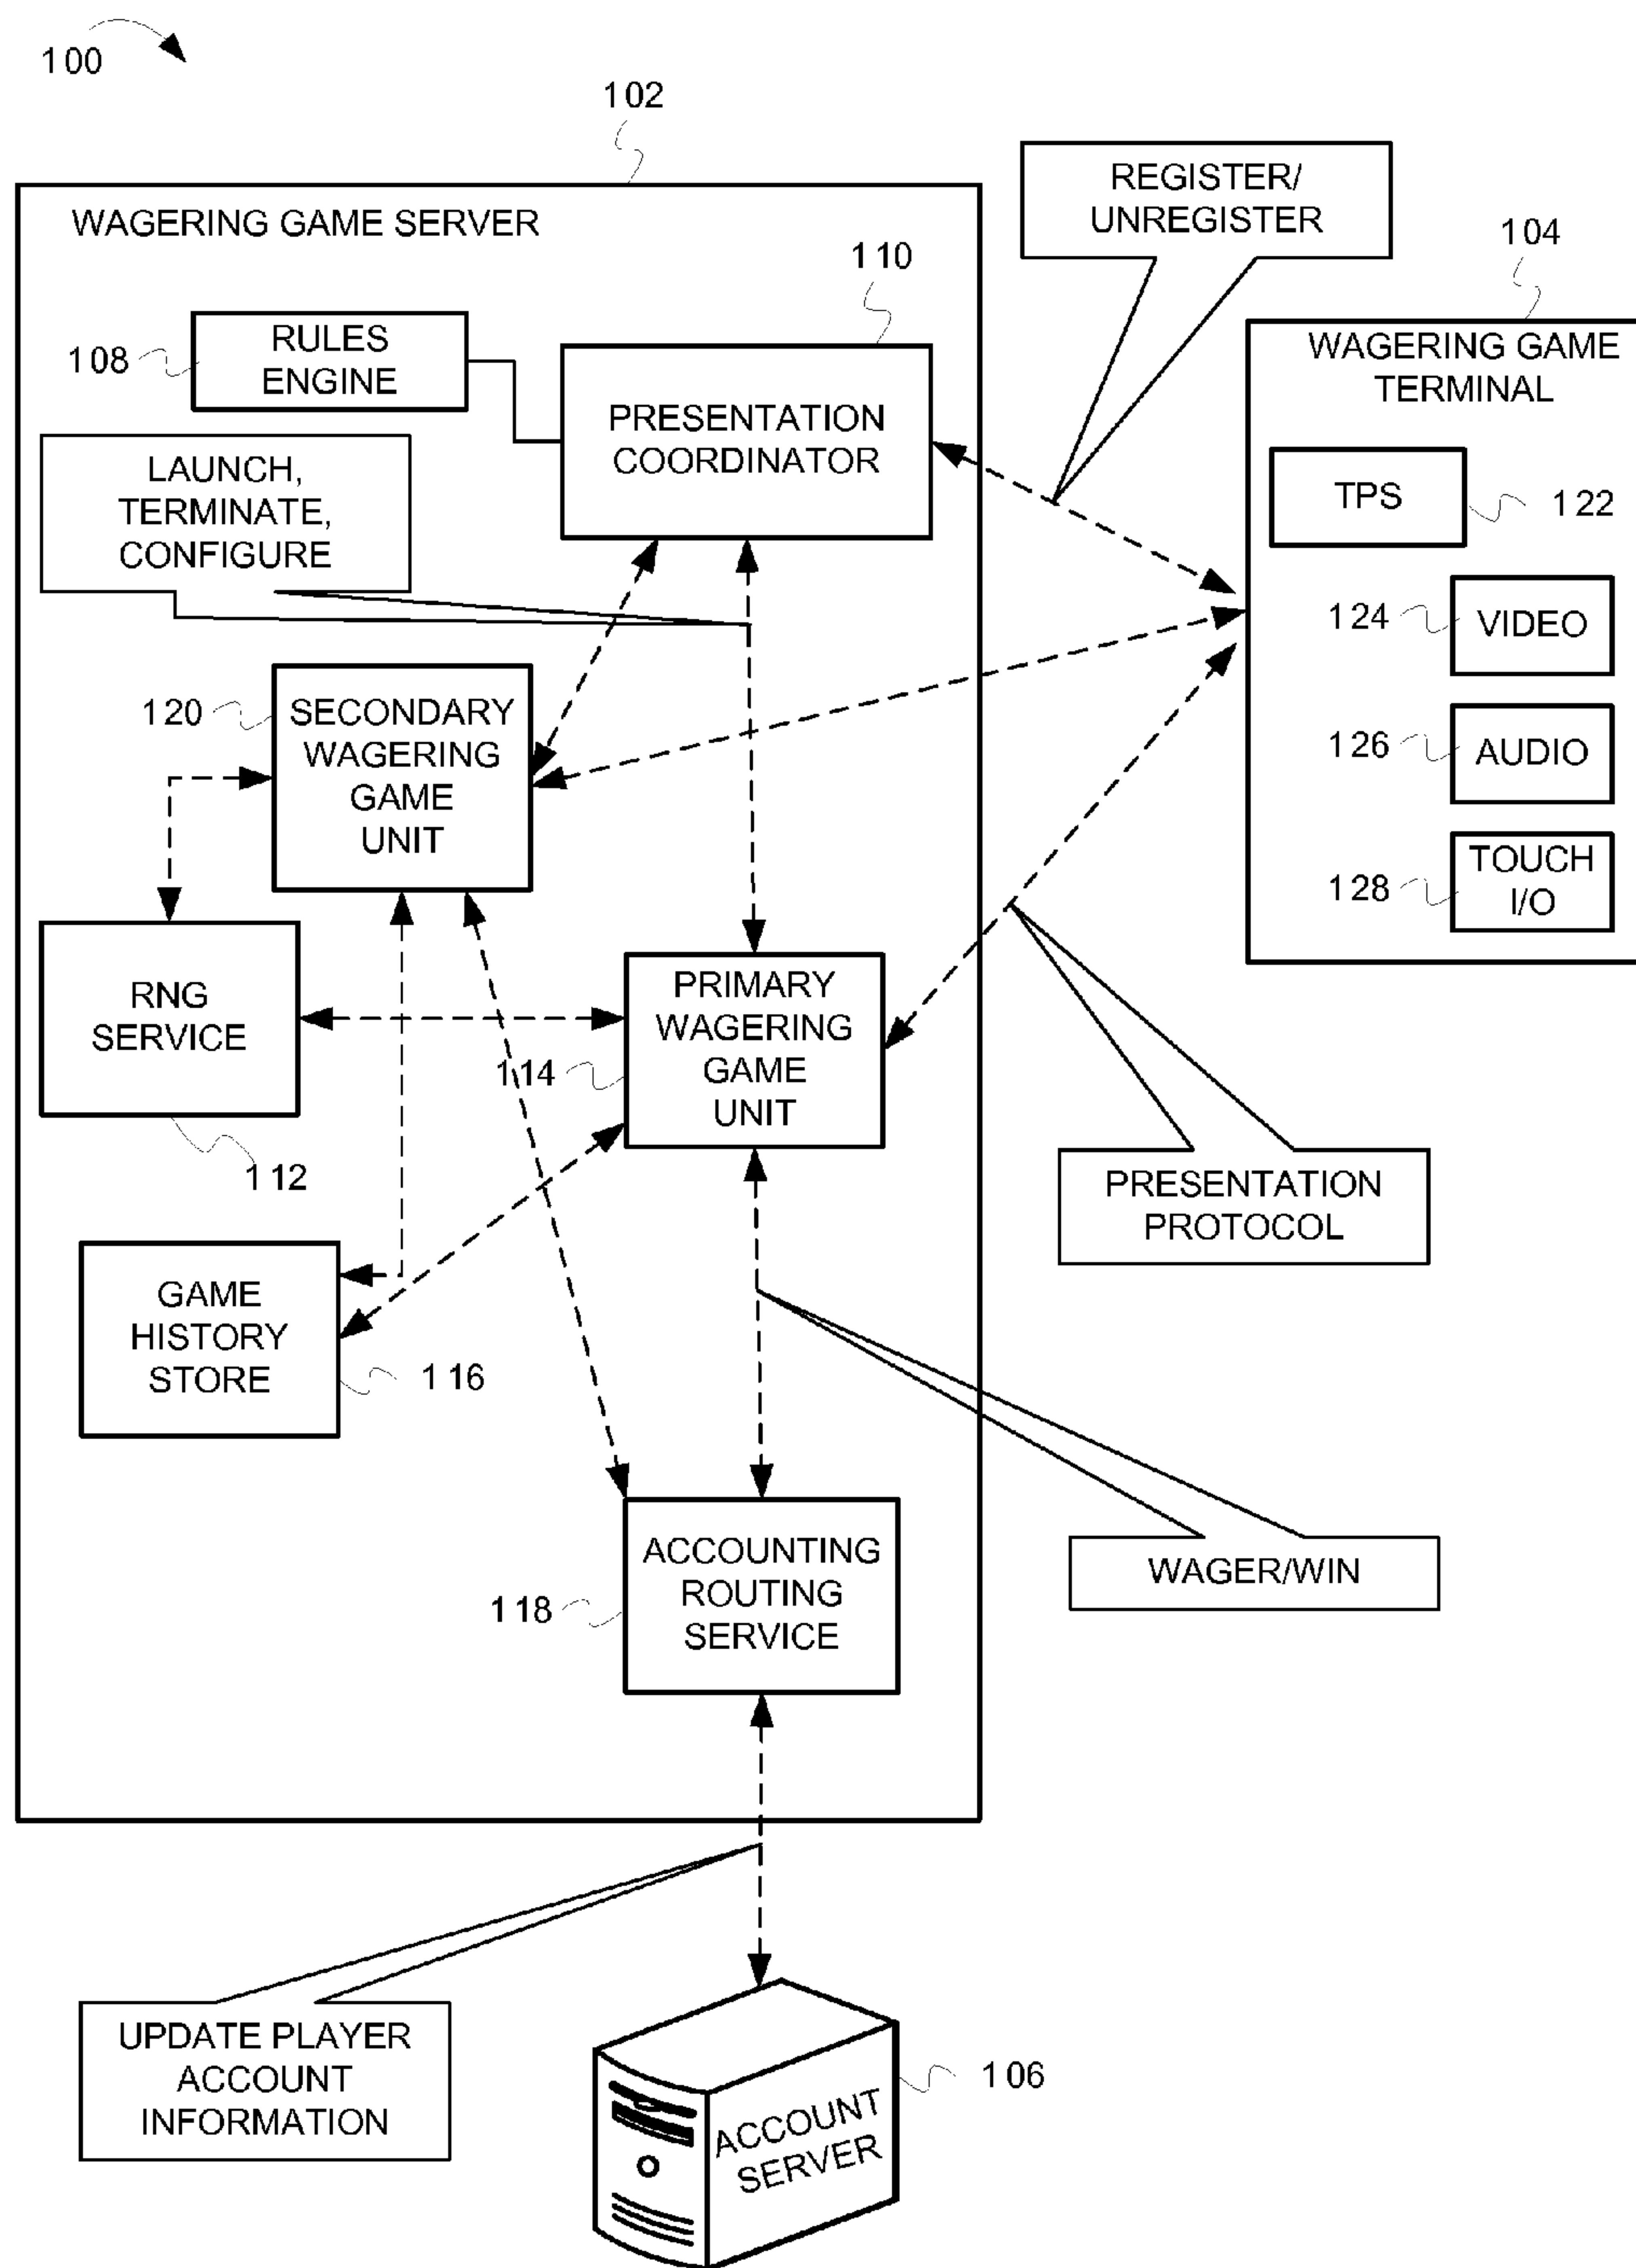 100
102
WAGERING GAME SERVER
REGISTER/
UNREGISTER
104
110
WAGERING GAME
TERMINAL
108
RULES
ENGINE
PRESENTATION
COORDINATOR
LAUNCH,
TERMINATE,
CONFIGURE
TPS
122
124
VIDEO
120
SECONDARY
WAGERING
GAME
UNIT
126
AUDIO
128
TOUCH
I/O
RNG
SERVICE
112
PRIMARY
WAGERING
GAME
UNIT
114
PRESENTATION
PROTOCOL
GAME
HISTORY
STORE
116
ACCOUNTING
ROUTING
SERVICE
118
WAGER/WIN
UPDATE PLAYER
ACCOUNT
INFORMATION
106
ACCOUNT
SERVER